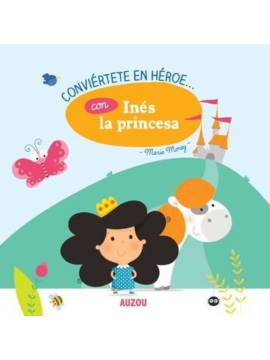 CONVIÉRTETE EN HÉROE...
con
Inés
la princesa
- Marie Morey -
AUZOU